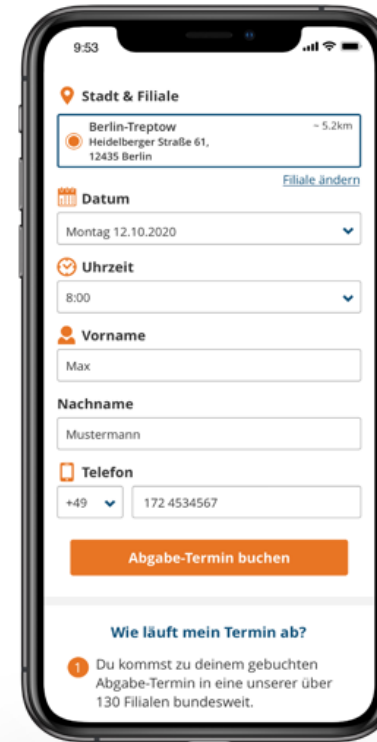 9:53
Stadt & Filiale
Berlin-Treptow ~ 5.2km
Heidelberger Straße 61,
12435 Berlin
Filiale ändern
Datum
Montag 12.10.2020
Uhrzeit
8:00
Vorname
Max
Nachname
Mustermann
Telefon
+49 172 4534567
Abgabe-Termin buchen
Wie läuft mein Termin ab?
1 Du kommst zu deinem gebuchten
Abgabe-Termin in eine unserer über
130 Filialen bundesweit.